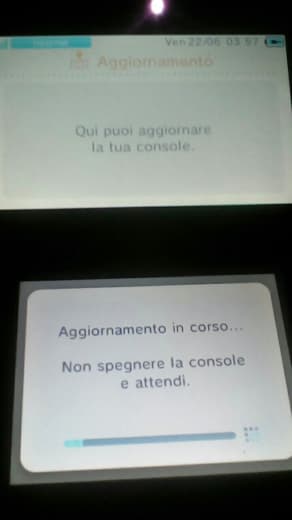 Ven 22/06 03:57
Aggiornamento
Qui puoi aggiornare
la tua console.
Aggiornamento in corso...
Non spegnere la console
e attendi.